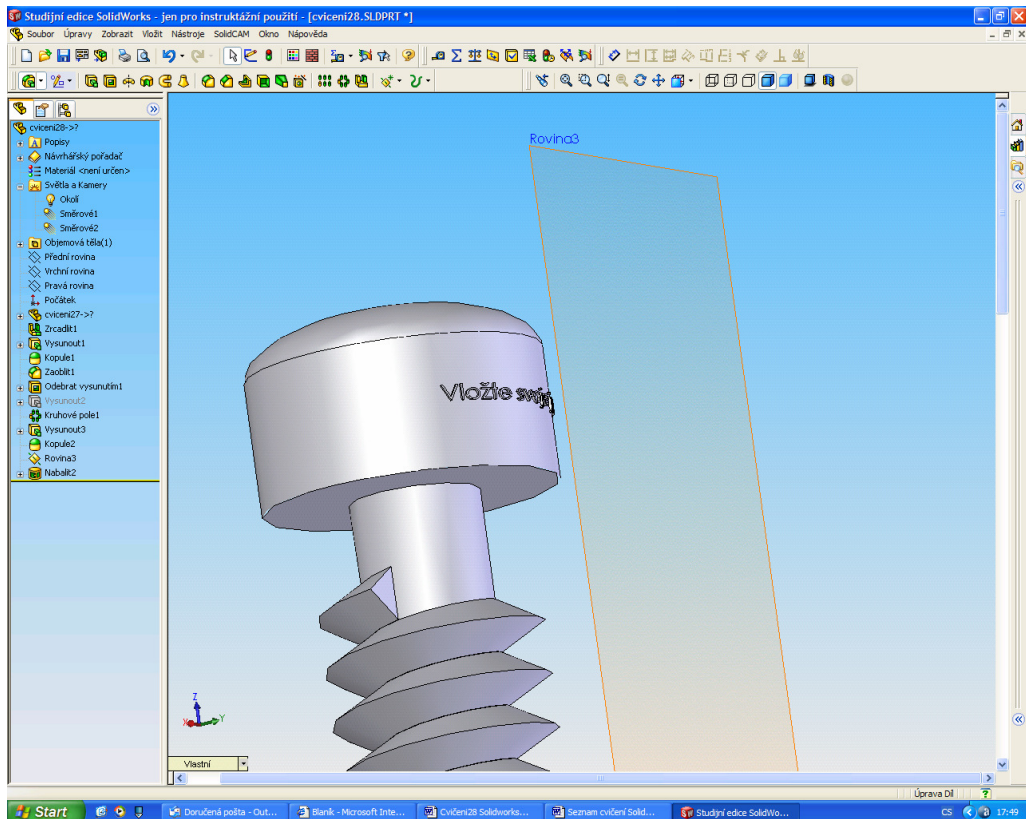 Studijní edice SolidWorks - jen pro instruktážní použití - [cviceni28.SLDPRT *]
Soubor Úpravy Zobrazit Vložit Nástroje SolidCAM Okno Nápověda
cviceni28->?
Popisy
Návrhářský pořadač
Materiál <není určen>
Světla a Kamery
Okolí
Směrové1
Směrové2
Objemová těla(1)
Přední rovina
Vrchní rovina
Pravá rovina
Počátek
cviceni27->?
Zrcadlit1
Vysunout1
Kopule1
Zaoblit1
Odebrat vysunutím1
Vysunout2
Kruhové pole1
Vysunout3
Kopule2
Rovina3
Nabalit2
Rovina3
Vložte
Z
X
Y
Vlastní
Úprava Díl
Start
Doručená pošta - Out...
Blaník - Microsoft Inte...
Cvičeni28 Solidworks...
Seznam cvičení Solid...
Studijní edice SolidWo...
CS
17:49